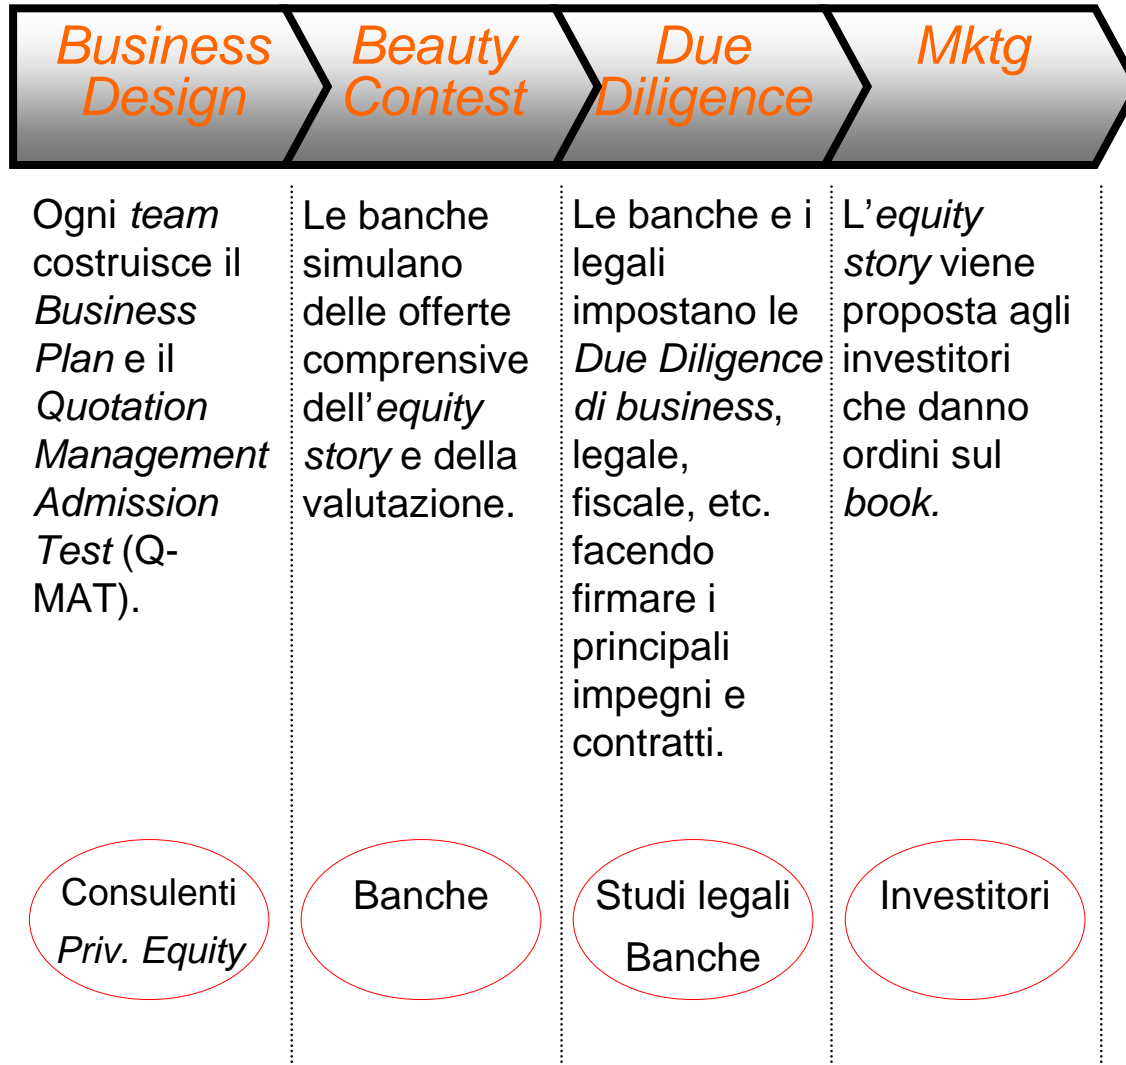 Business
Design
Beauty
Contest
Due
Diligence
Mktg
Ogni team
costruisce il
Business
Plan e il
Quotation
Management
Admission
Test (Q-
MAT).
Le banche
simulano
delle offerte
comprensive
dell’equity
story e della
valutazione.
Le banche e i
legali
impostano le
Due Diligence
di business,
legale,
fiscale, etc.
facendo
firmare i
principali
impegni e
contratti.
L’equity
story viene
proposta agli
investitori
che danno
ordini sul
book.
Consulenti
Priv. Equity
Banche
Studi legali
Banche
Investitori